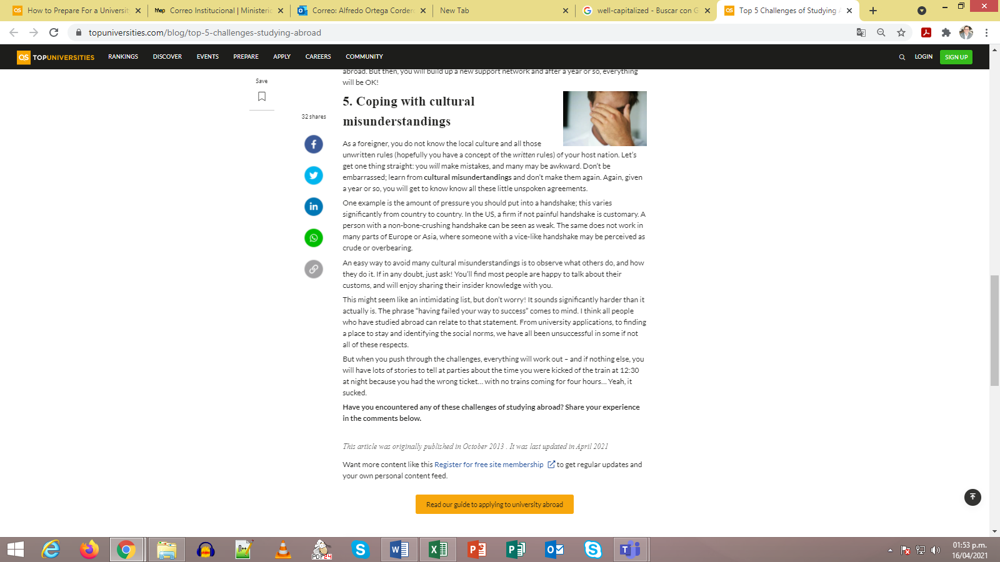 How to Prepare For a Universit
Mep Correo Institucional | Ministeri
Correo: Alfredo Ortega Corder
New Tab
well-capitalized - Buscar con G
Top 5 Challenges of Studying
topuniversities.com/blog/top-5-challenges-studying-abroad
QS TOPUNIVERSITIES RANKINGS DISCOVER EVENTS PREPARE APPLY CAREERS COMMUNITY LOGIN SIGN UP
Save
32 shares
abroad. But then, you will build up a new support network and after a year or so, everything
will be OK!
5. Coping with cultural
misunderstandings
As a foreigner, you do not know the local culture and all those
unwritten rules (hopefully you have a concept of the written rules) of your host nation. Let's
get one thing straight: you will make mistakes, and many may be awkward. Don't be
embarrassed; learn from cultural misundertandings and don't make them again. Again, given
a year or so, you will get to know know all these little unspoken agreements.
One example is the amount of pressure you should put into a handshake; this varies
significantly from country to country. In the US, a firm if not painful handshake is customary. A
person with a non-bone-crushing handshake can be seen as weak. The same does not work in
many parts of Europe or Asia, where someone with a vice-like handshake may be perceived as
crude or overbearing.
An easy way to avoid many cultural misunderstandings is to observe what others do, and how
they do it. If in any doubt, just ask! You'll find most people are happy to talk about their
customs, and will enjoy sharing their insider knowledge with you.
This might seem like an intimidating list, but don't worry! It sounds significantly harder than it
actually is. The phrase “having failed your way to success” comes to mind. I think all people
who have studied abroad can relate to that statement. From university applications, to finding
a place to stay and identifying the social norms, we have all been unsuccessful in some if not
all of these respects.
But when you push through the challenges, everything will work out – and if nothing else, you
will have lots of stories to tell at parties about the time you were kicked of the train at 12:30
at night because you had the wrong ticket… with no trains coming for four hours… Yeah, it
sucked.
Have you encountered any of these challenges of studying abroad? Share your experience
in the comments below.
This article was originally published in October 2013 . It was last updated in April 2021
Want more content like this Register for free site membership to get regular updates and
your own personal content feed.
Read our guide to applying to university abroad
PDF24
01:53 p.m.
16/04/2021